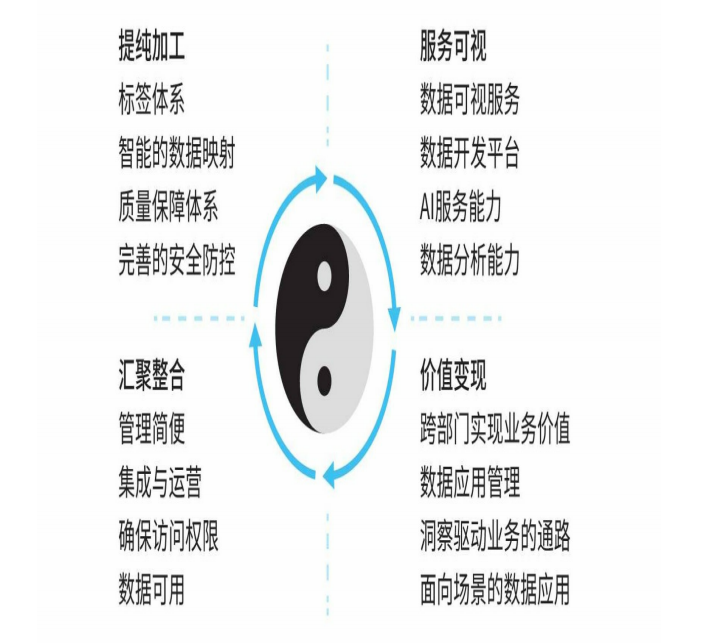 提纯加工
标签体系
智能的数据映射
质量保障体系
完善的安全防控
服务可视
数据可视服务
数据开发平台
AI服务能力
数据分析能力
汇聚整合
管理简便
集成与运营
确保访问权限
数据可用
价值变现
跨部门实现业务价值
数据应用管理
洞察驱动业务的通路
面向场景的数据应用